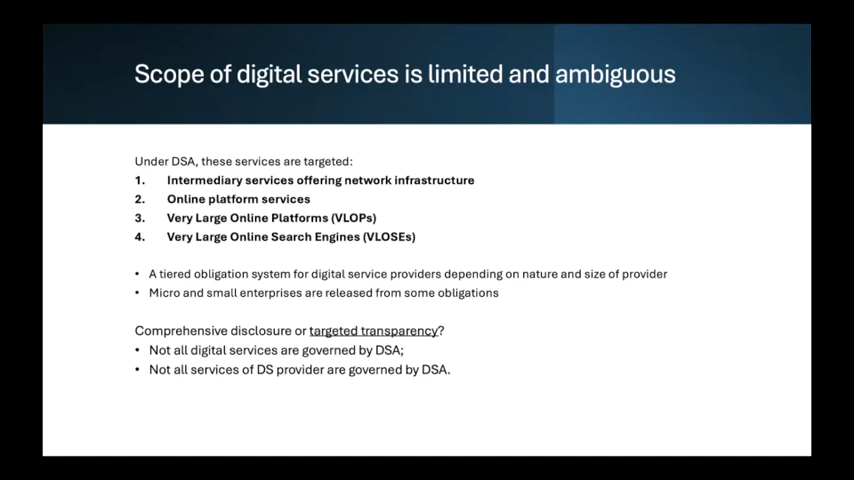 Scope of digital services is limited and ambiguous
Under DSA, these services are targeted:
1. Intermediary services offering network infrastructure
2. Online platform services
3. Very Large Online Platforms (VLOPs)
4. Very Large Online Search Engines (VLOSEs)
• A tiered obligation system for digital service providers depending on nature and size of provider
• Micro and small enterprises are released from some obligations
Comprehensive disclosure or targeted transparency?
• Not all digital services are governed by DSA;
• Not all services of DS provider are governed by DSA.